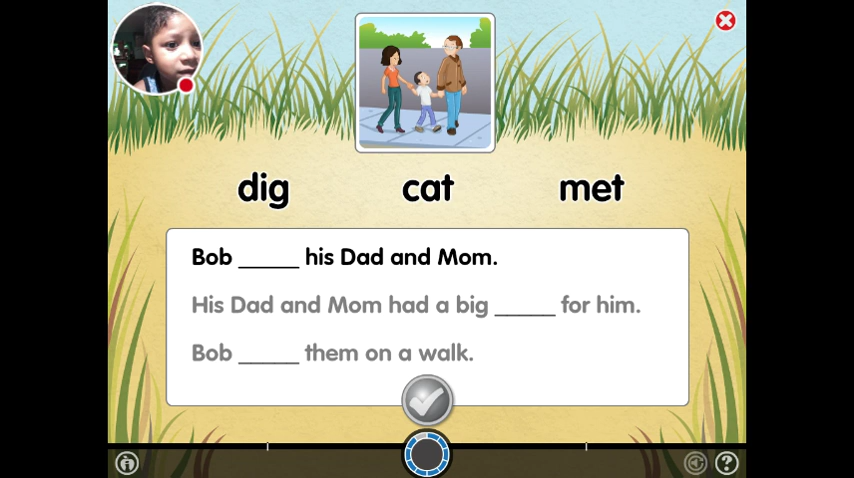 dig cat met
Bob _____ his Dad and Mom.
His Dad and Mom had a big _____ for him.
Bob _____ them on a walk.
?